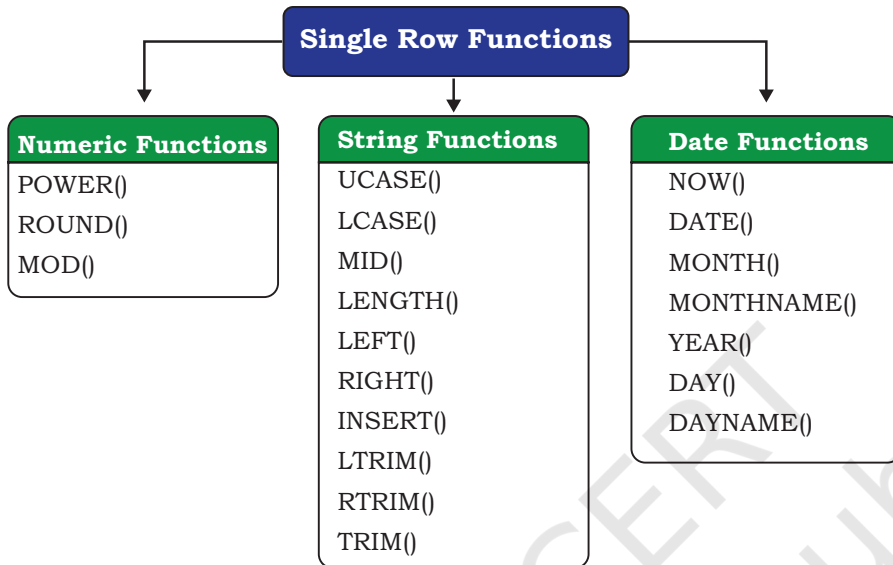 Single Row Functions
Numeric Functions
POWER()
ROUND()
MOD()
String Functions
UCASE()
LCASE()
MID()
LENGTH()
LEFT()
RIGHT()
INSERT()
LTRIM()
RTRIM()
TRIM()
Date Functions
NOW()
DATE()
MONTH()
MONTHNAME()
YEAR()
DAY()
DAYNAME()